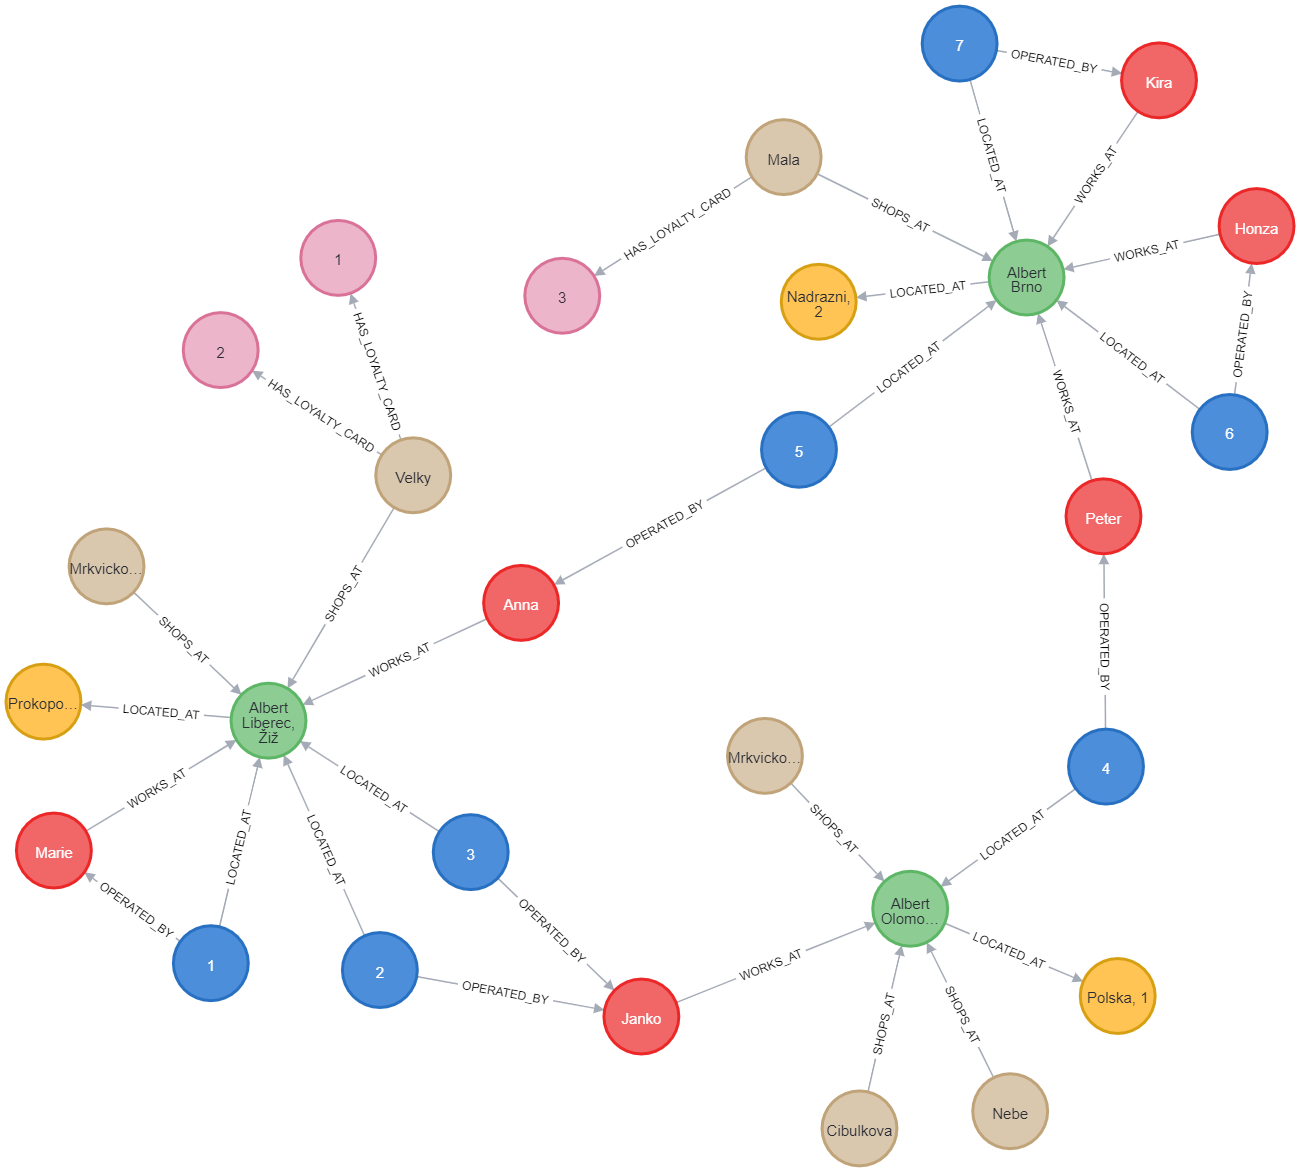 7
OPERATED_BY
Kira
LOCATED_AT
WORKS_AT
Mala
SHOPS_AT
HAS_LOYALTY_CARD
3
Honza
WORKS_AT
Albert
Brno
LOCATED_AT
Nadrazni,
2
OPERATED_BY
LOCATED_AT
6
WORKS_AT
LOCATED_AT
5
Peter
OPERATED_BY
1
2
HAS_LOYALTY_CARD
HAS_LOYALTY_CARD
Velky
SHOPS_AT
Mrkvicko...
SHOPS_AT
Anna
WORKS_AT
Prokopo...
LOCATED_AT
Albert
Liberec,
Žiž
WORKS_AT
Marie
OPERATED_BY
LOCATED_AT
1
LOCATED_AT
2
LOCATED_AT
3
OPERATED_BY
OPERATED_BY
Janko
WORKS_AT
OPERATED_BY
4
LOCATED_AT
Mrkvicko...
SHOPS_AT
Albert
Olomo...
LOCATED_AT
Polska, 1
SHOPS_AT
SHOPS_AT
Cibulkova
Nebe